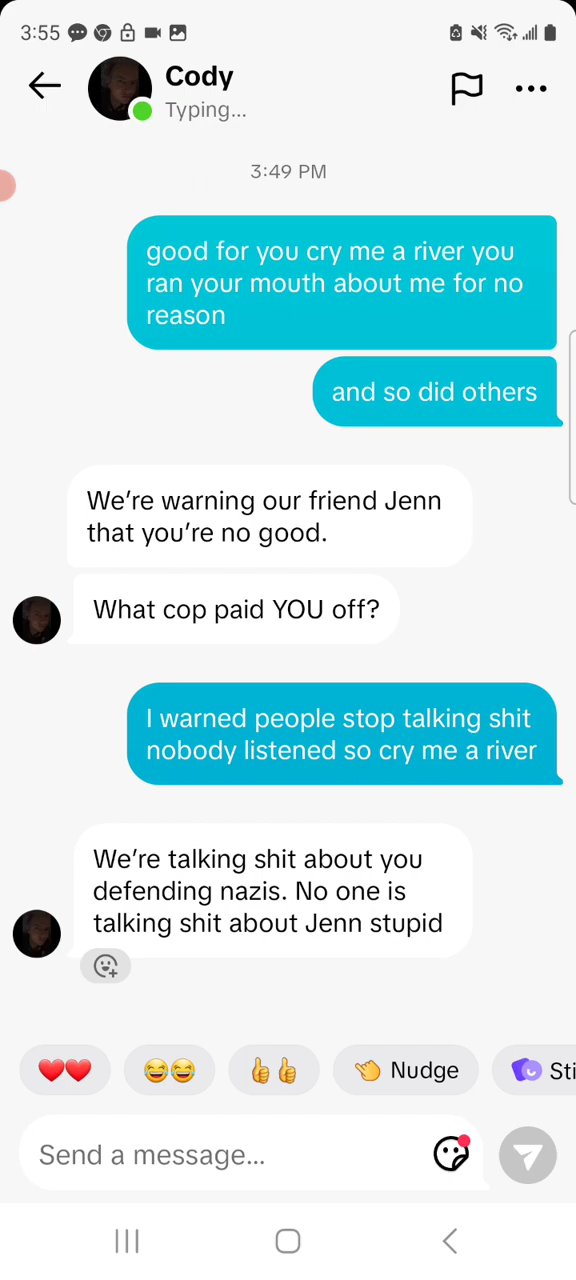 3:55
Cody
Typing...
3:49 PM
good for you cry me a river you
ran your mouth about me for no
reason
and so did others
We're warning our friend Jenn
that you're no good.
What cop paid YOU off?
I warned people stop talking shit
nobody listened so cry me a river
We're talking shit about you
defending nazis. No one is
talking shit about Jenn stupid
Nudge
Sti
Send a message...